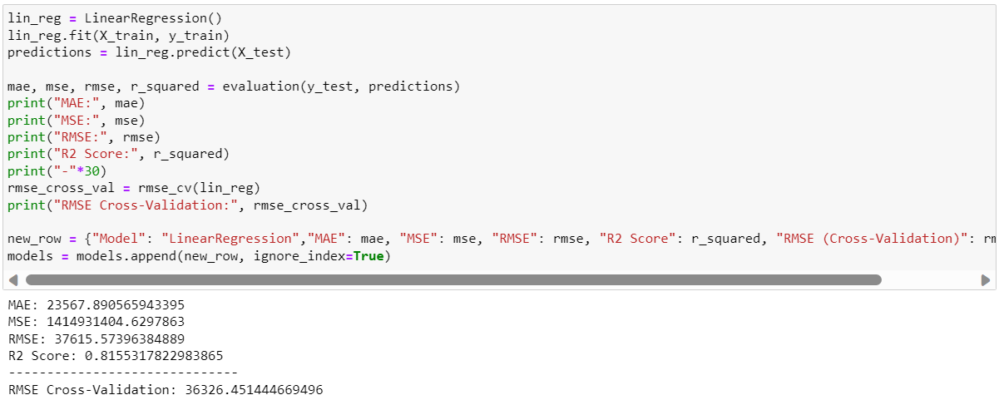 lin_reg = LinearRegression()
lin_reg.fit(X_train, y_train)
predictions = lin_reg.predict(X_test)
mae, mse, rmse, r_squared = evaluation(y_test, predictions)
print("MAE:", mae)
print("MSE:", mse)
print("RMSE:", rmse)
print("R2 Score:", r_squared)
print("-"*30)
rmse_cross_val = rmse_cv(lin_reg)
print("RMSE Cross-Validation:", rmse_cross_val)
new_row = {"Model": "LinearRegression","MAE": mae, "MSE": mse, "RMSE": rmse, "R2 Score": r_squared, "RMSE (Cross-Validation)": rm
models = models.append(new_row, ignore_index=True)
MAE: 23567.890565943395
MSE: 1414931404.6297863
RMSE: 37615.57396384889
R2 Score: 0.8155317822983865
------------------------------
RMSE Cross-Validation: 36326.451444669496